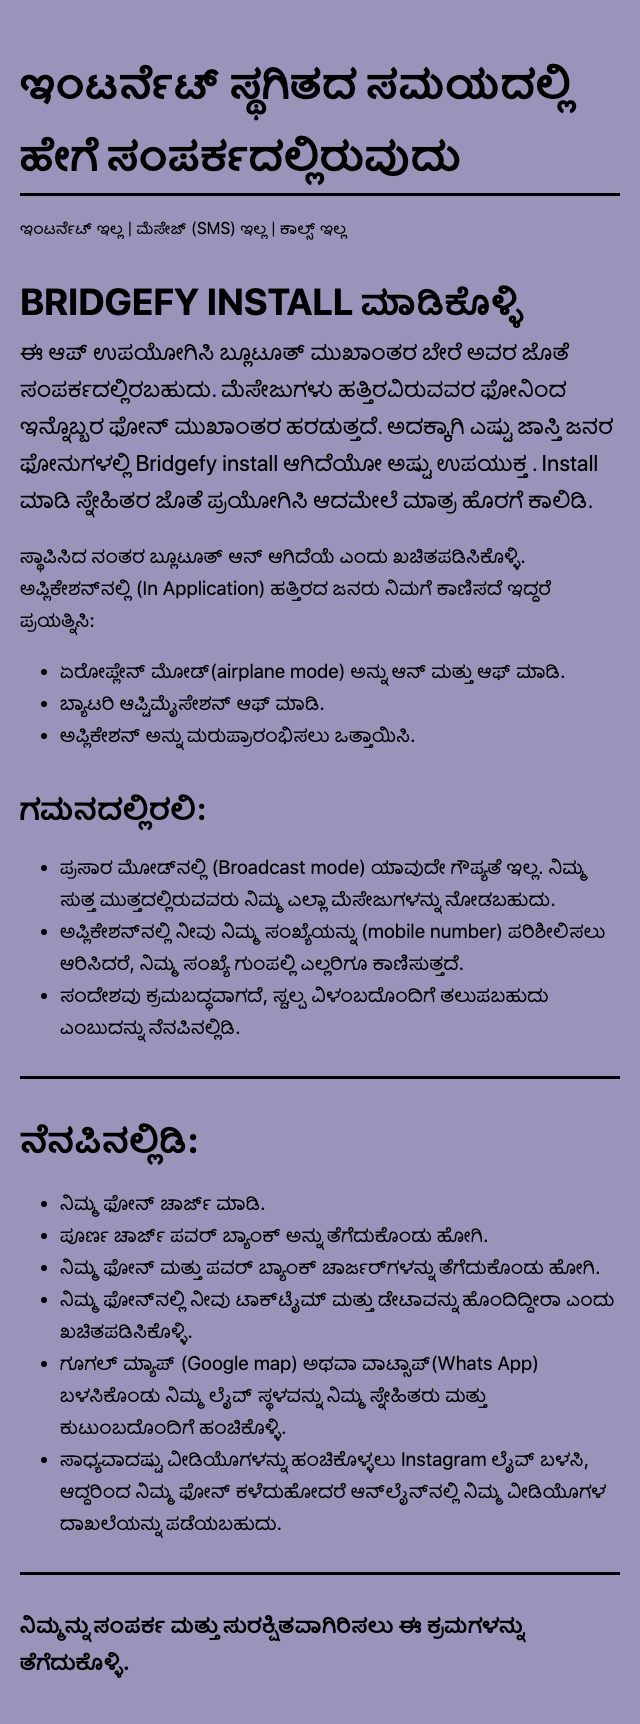 ಇಂಟರ್ನೆಟ್ ಸ್ಥಗಿತದ ಸಮಯದಲ್ಲಿ
ಹೇಗೆ ಸಂಪರ್ಕದಲ್ಲಿರುವುದು
ಇಂಟರ್ನೆಟ್ ಇಲ್ಲ | ಮೆಸೇಜ್ (SMS) ಇಲ್ಲ | ಕಾಲ್ಸ್ ಇಲ್ಲ
BRIDGEFY INSTALL ಮಾಡಿಕೊಳ್ಳಿ
ಈ ಆಪ್ ಉಪಯೋಗಿಸಿ ಬ್ಲೂಟೂತ್ ಮುಖಾಂತರ ಬೇರೆ ಅವರ ಜೊತೆ
ಸಂಪರ್ಕದಲ್ಲಿರಬಹುದು. ಮೆಸೇಜುಗಳು ಹತ್ತಿರವಿರುವವರ ಫೋನಿಂದ
ಇನ್ನೊಬ್ಬರ ಫೋನ್ ಮುಖಾಂತರ ಹರಡುತ್ತದೆ. ಅದಕ್ಕಾಗಿ ಎಷ್ಟು ಜಾಸ್ತಿ ಜನರ
ಫೋನುಗಳಲ್ಲಿ Bridgefy install ಆಗಿದೆಯೋ ಅಷ್ಟು ಉಪಯುಕ್ತ . Install
ಮಾಡಿ ಸ್ನೇಹಿತರ ಜೊತೆ ಪ್ರಯೋಗಿಸಿ ಆದಮೇಲೆ ಮಾತ್ರ ಹೊರಗೆ ಕಾಲಿಡಿ.
ಸ್ಥಾಪಿಸಿದ ನಂತರ ಬ್ಲೂಟೂತ್ ಆನ್ ಆಗಿದೆಯೆ ಎಂದು ಖಚಿತಪಡಿಸಿಕೊಳ್ಳಿ.
ಅಪ್ಲಿಕೇಶನ್‌ನಲ್ಲಿ (In Application) ಹತ್ತಿರದ ಜನರು ನಿಮಗೆ ಕಾಣಿಸದೆ ಇದ್ದರೆ
ಪ್ರಯತ್ನಿಸಿ:
• ಏರೋಪ್ಲೇನ್ ಮೋಡ್(airplane mode) ಅನ್ನು ಆನ್ ಮತ್ತು ಆಫ್ ಮಾಡಿ.
• ಬ್ಯಾಟರಿ ಆಪ್ಟಿಮೈಸೇಶನ್ ಆಫ್ ಮಾಡಿ.
• ಅಪ್ಲಿಕೇಶನ್ ಅನ್ನು ಮರುಪ್ರಾರಂಭಿಸಲು ಒತ್ತಾಯಿಸಿ.
ಗಮನದಲ್ಲಿರಲಿ:
• ಪ್ರಸಾರ ಮೋಡ್‌ನಲ್ಲಿ (Broadcast mode) ಯಾವುದೇ ಗೌಪ್ಯತೆ ಇಲ್ಲ. ನಿಮ್ಮ
ಸುತ್ತ ಮುತ್ತದಲ್ಲಿರುವವರು ನಿಮ್ಮ ಎಲ್ಲಾ ಮೆಸೇಜುಗಳನ್ನು ನೋಡಬಹುದು.
• ಅಪ್ಲಿಕೇಶನ್‌ನಲ್ಲಿ ನೀವು ನಿಮ್ಮ ಸಂಖ್ಯೆಯನ್ನು (mobile number) ಪರಿಶೀಲಿಸಲು
ಆರಿಸಿದರೆ, ನಿಮ್ಮ ಸಂಖ್ಯೆ ಗುಂಪಲ್ಲಿ ಎಲ್ಲರಿಗೂ ಕಾಣಿಸುತ್ತದೆ.
• ಸಂದೇಶವು ಕ್ರಮಬದ್ಧವಾಗದೆ, ಸ್ವಲ್ಪ ವಿಳಂಬದೊಂದಿಗೆ ತಲುಪಬಹುದು
ಎಂಬುದನ್ನು ನೆನಪಿನಲ್ಲಿಡಿ.
ನೆನಪಿನಲ್ಲಿಡಿ:
• ನಿಮ್ಮ ಫೋನ್ ಚಾರ್ಜ್ ಮಾಡಿ.
• ಪೂರ್ಣ ಚಾರ್ಜ್ ಪವರ್ ಬ್ಯಾಂಕ್ ಅನ್ನು ತೆಗೆದುಕೊಂಡು ಹೋಗಿ.
• ನಿಮ್ಮ ಫೋನ್ ಮತ್ತು ಪವರ್ ಬ್ಯಾಂಕ್ ಚಾರ್ಜರ್‌ಗಳನ್ನು ತೆಗೆದುಕೊಂಡು ಹೋಗಿ.
• ನಿಮ್ಮ ಫೋನ್‌ನಲ್ಲಿ ನೀವು ಟಾಕ್‌ಟೈಮ್ ಮತ್ತು ಡೇಟಾವನ್ನು ಹೊಂದಿದ್ದೀರಾ ಎಂದು
ಖಚಿತಪಡಿಸಿಕೊಳ್ಳಿ.
• ಗೂಗಲ್ ಮ್ಯಾಪ್ (Google map) ಅಥವಾ ವಾಟ್ಸಾಪ್(Whats App)
ಬಳಸಿಕೊಂಡು ನಿಮ್ಮ ಲೈವ್ ಸ್ಥಳವನ್ನು ನಿಮ್ಮ ಸ್ನೇಹಿತರು ಮತ್ತು
ಕುಟುಂಬದೊಂದಿಗೆ ಹಂಚಿಕೊಳ್ಳಿ.
• ಸಾಧ್ಯವಾದಷ್ಟು ವೀಡಿಯೊಗಳನ್ನು ಹಂಚಿಕೊಳ್ಳಲು Instagram ಲೈವ್ ಬಳಸಿ,
ಆದ್ದರಿಂದ ನಿಮ್ಮ ಫೋನ್ ಕಳೆದುಹೋದರೆ ಆನ್‌ಲೈನ್‌ನಲ್ಲಿ ನಿಮ್ಮ ವೀಡಿಯೊಗಳ
ದಾಖಲೆಯನ್ನು ಪಡೆಯಬಹುದು.
ನಿಮ್ಮನ್ನು ಸಂಪರ್ಕ ಮತ್ತು ಸುರಕ್ಷಿತವಾಗಿರಿಸಲು ಈ ಕ್ರಮಗಳನ್ನು
ತೆಗೆದುಕೊಳ್ಳಿ.